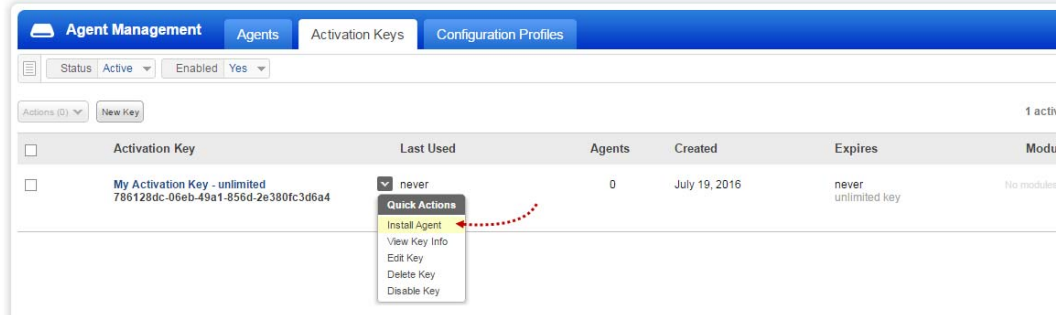 Agent Management Agents Activation Keys Configuration Profiles
Status Active Enabled Yes
Actions (0) New Key 1 activ
Activation Key Last Used Agents Created Expires Modu
My Activation Key - unlimited never 0 July 19, 2016 never No modules
786128dc-06eb-49a1-856d-2e380fc3d6a4 unlimited key
Quick Actions
Install Agent
View Key Info
Edit Key
Delete Key
Disable Key